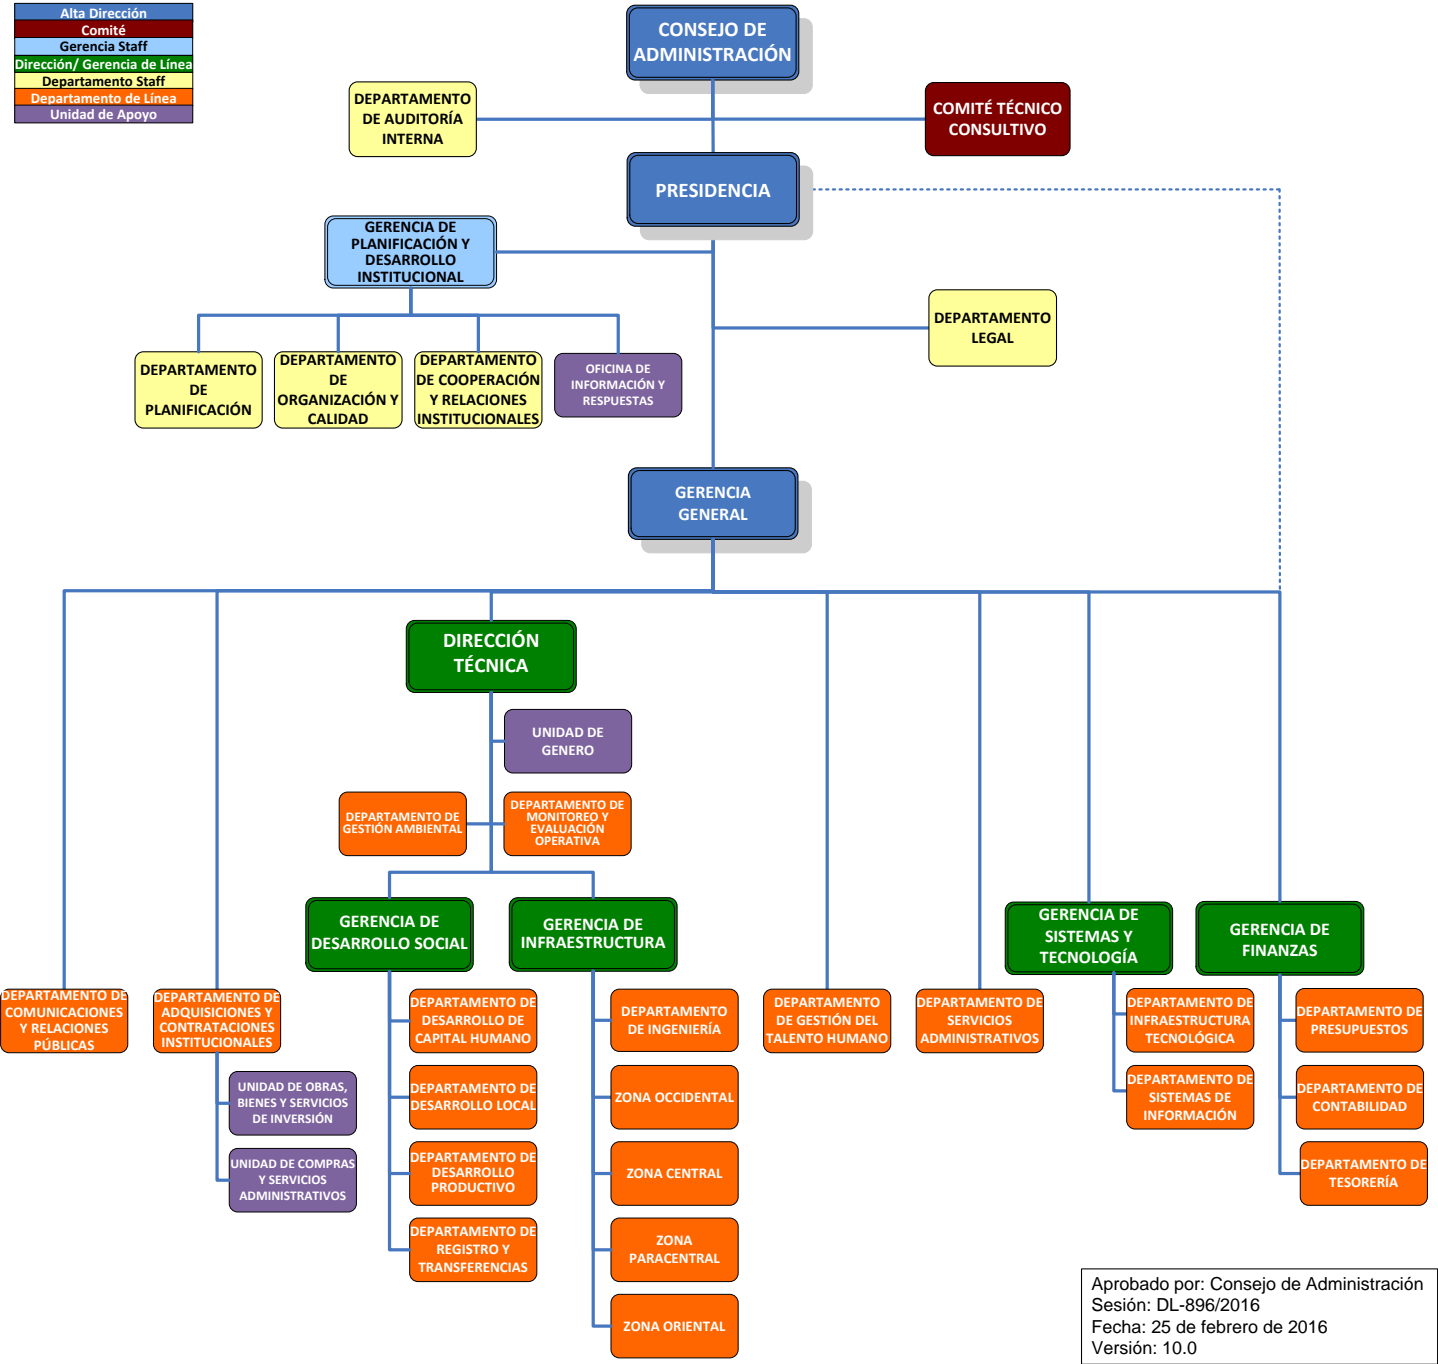 Alta Dirección
Comité
Gerencia Staff
Dirección/ Gerencia de Línea
Departamento Staff
Departamento de Línea
Unidad de Apoyo
CONSEJO DE
ADMINISTRACIÓN
DEPARTAMENTO
DE AUDITORÍA
INTERNA
COMITÉ TÉCNICO
CONSULTIVO
PRESIDENCIA
GERENCIA DE
PLANIFICACIÓN Y
DESARROLLO
INSTITUCIONAL
DEPARTAMENTO
LEGAL
DEPARTAMENTO
DE
PLANIFICACIÓN
DEPARTAMENTO
DE
ORGANIZACIÓN Y
CALIDAD
DEPARTAMENTO
DE COOPERACIÓN
Y RELACIONES
INSTITUCIONALES
OFICINA DE
INFORMACIÓN Y
RESPUESTAS
GERENCIA
GENERAL
DIRECCIÓN
TÉCNICA
UNIDAD DE
GENERO
DEPARTAMENTO DE
GESTIÓN AMBIENTAL
DEPARTAMENTO DE
MONITOREO Y
EVALUACIÓN
OPERATIVA
GERENCIA DE
DESARROLLO SOCIAL
GERENCIA DE
INFRAESTRUCTURA
GERENCIA DE
SISTEMAS Y
TECNOLOGÍA
GERENCIA DE
FINANZAS
DEPARTAMENTO DE
COMUNICACIONES
Y RELACIONES
PÚBLICAS
DEPARTAMENTO DE
ADQUISICIONES Y
CONTRATACIONES
INSTITUCIONALES
DEPARTAMENTO DE
DESARROLLO DE
CAPITAL HUMANO
DEPARTAMENTO
DE INGENIERÍA
DEPARTAMENTO
DE GESTIÓN DEL
TALENTO HUMANO
DEPARTAMENTO DE
SERVICIOS
ADMINISTRATIVOS
DEPARTAMENTO DE
INFRAESTRUCTURA
TECNOLÓGICA
DEPARTAMENTO DE
PRESUPUESTOS
UNIDAD DE OBRAS,
BIENES Y SERVICIOS
DE INVERSIÓN
DEPARTAMENTO DE
DESARROLLO LOCAL
ZONA OCCIDENTAL
DEPARTAMENTO DE
SISTEMAS DE
INFORMACIÓN
DEPARTAMENTO DE
CONTABILIDAD
UNIDAD DE COMPRAS
Y SERVICIOS
ADMINISTRATIVOS
DEPARTAMENTO DE
DESARROLLO
PRODUCTIVO
ZONA CENTRAL
DEPARTAMENTO DE
TESORERÍA
DEPARTAMENTO DE
REGISTRO Y
TRANSFERENCIAS
ZONA
PARACENTRAL
ZONA ORIENTAL
Aprobado por: Consejo de Administración
Sesión: DL-896/2016
Fecha: 25 de febrero de 2016
Versión: 10.0